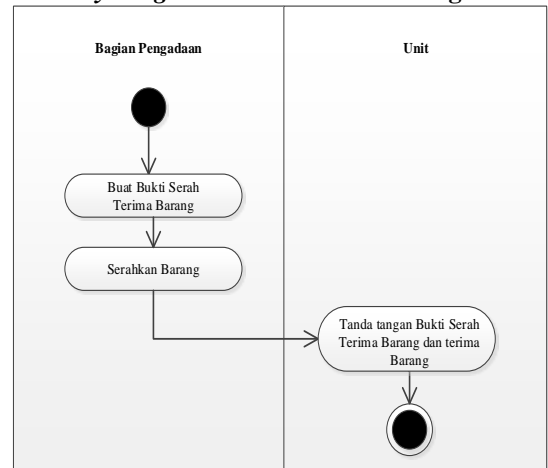 Bagian Pengadaan
Unit
Buat Bukti Serah
Terima Barang
Serahkan Barang
Tanda tangan Bukti Serah
Terima Barang dan terima
Barang